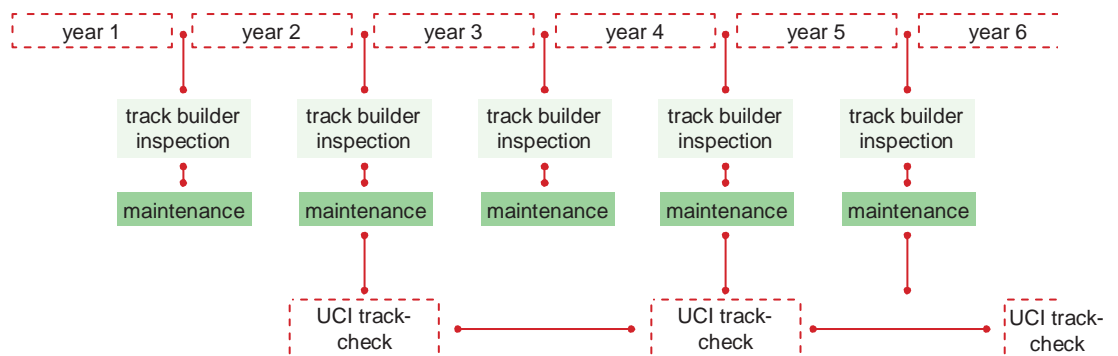 year 1
year 2
year 3
year 4
year 5
year 6
track builder
inspection
track builder
inspection
track builder
inspection
track builder
inspection
track builder
inspection
maintenance
maintenance
maintenance
maintenance
maintenance
UCI track-
check
UCI track-
check
UCI track-
check